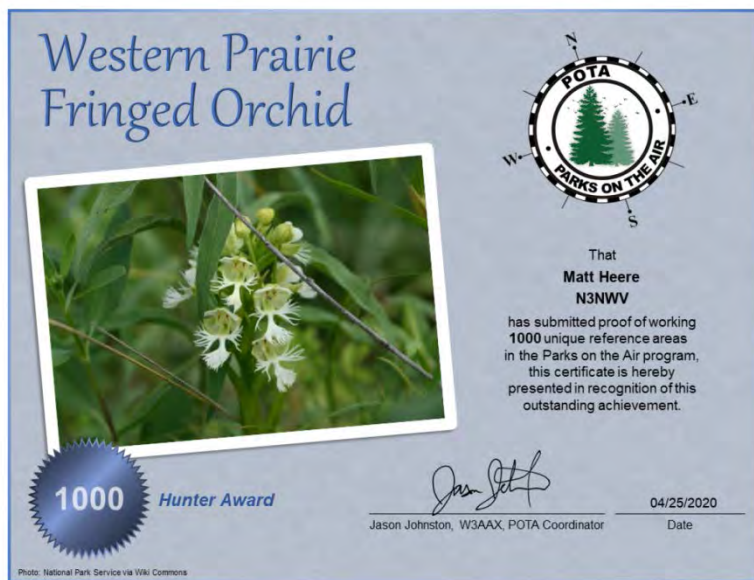 Western Prairie
Fringed Orchid
N
E
S
W
POTA
PARKS ON THE AIR
That
Matt Heere
N3NWV
has submitted proof of working
1000 unique reference areas
in the Parks on the Air program,
this certificate is hereby
presented in recognition of this
outstanding achievement.
1000
Hunter Award
Jason Johnston, W3AAX, POTA Coordinator
04/25/2020
Date
Photo: National Park Service via Wiki Commons